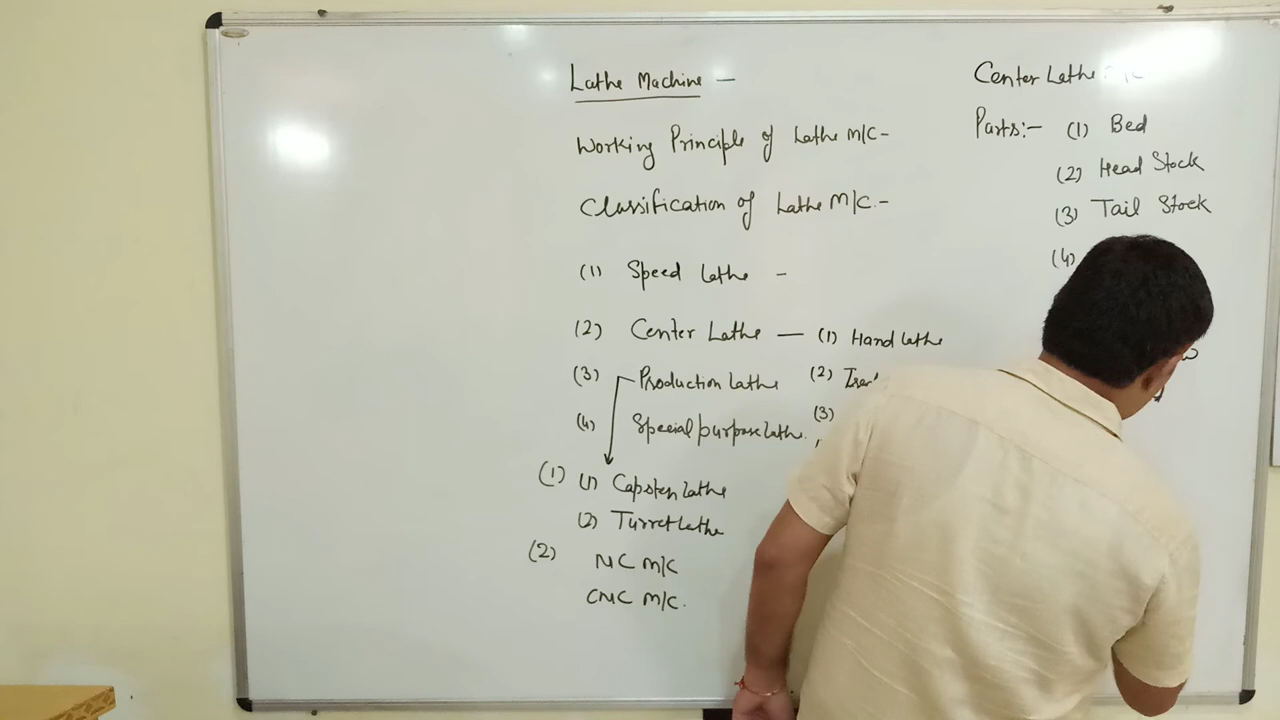 Lathe Machine -
Working Principle of Lathe M/C-
Classification of Lathe M/C.-
(1) Speed lathe -
(2) Center Lathe - (1) Hand lathe
(3) Production lathe (2)
(4) Special purpose lathe. (3)
(1) (1) Capsten lathe
(2) Turret lathe
(2) NC M/C
CNC M/C.
Center Lathe
Parts:- (1) Bed
(2) Head Stock
(3) Tail Stock
(4)